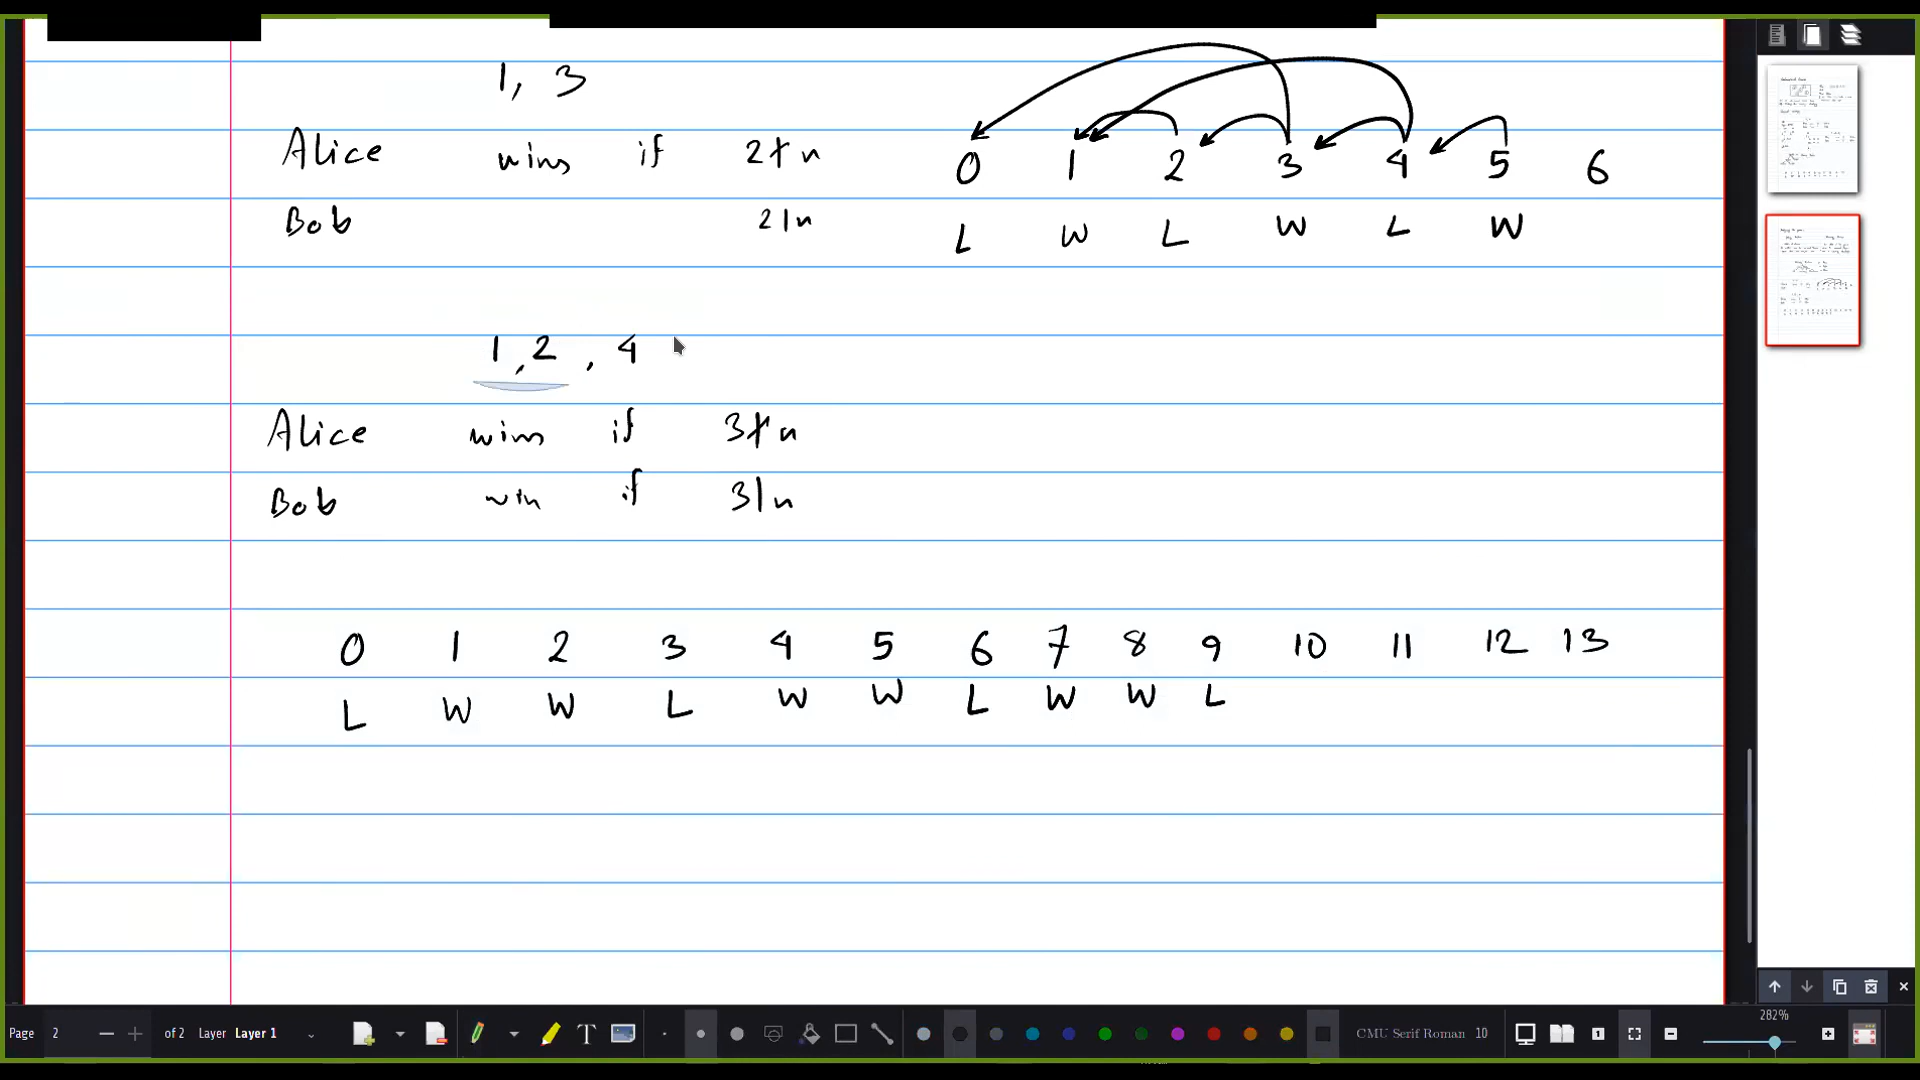 1, 3
Alice wins if 2∤n
Bob 2|n
0 1 2 3 4 5 6
L W L W L W
1, 2, 4
Alice wins if 3∤n
Bob win if 3|n
0 1 2 3 4 5 6 7 8 9 10 11 12 13
L W W L W W L W W L
Page 2 of 2 Layer Layer 1 CMU Serif Roman 10 282%